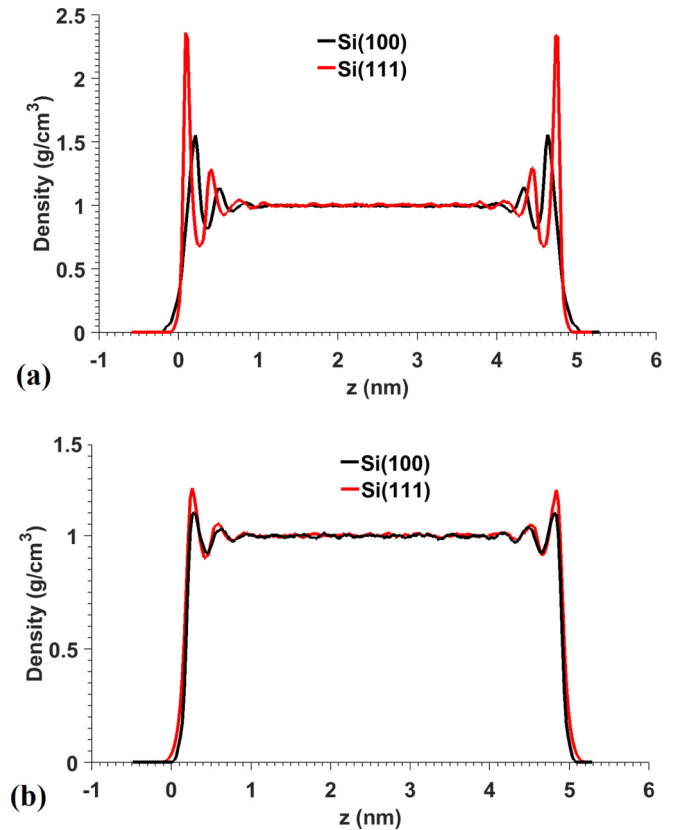 2.5
2
1.5
1
0.5
0
Density (g/cm³)
Si(100)
Si(111)
-1 0 1 2 3 4 5 6
z (nm)
(a)
1.5
1
0.5
0
Density (g/cm³)
Si(100)
Si(111)
-1 0 1 2 3 4 5 6
z (nm)
(b)